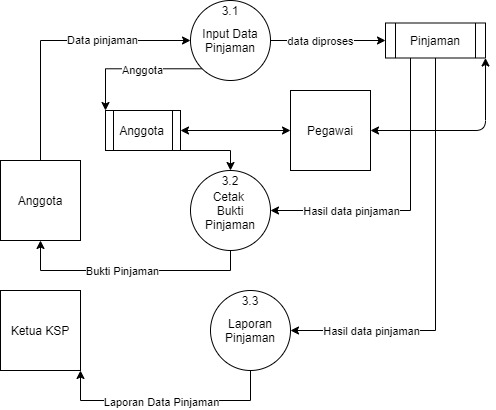 3.1
Input Data
Pinjaman
Data pinjaman
data diproses
Pinjaman
Anggota
Anggota
Pegawai
3.2
Cetak
Bukti
Pinjaman
Anggota
Hasil data pinjaman
Bukti Pinjaman
3.3
Laporan
Pinjaman
Ketua KSP
Hasil data pinjaman
Laporan Data Pinjaman